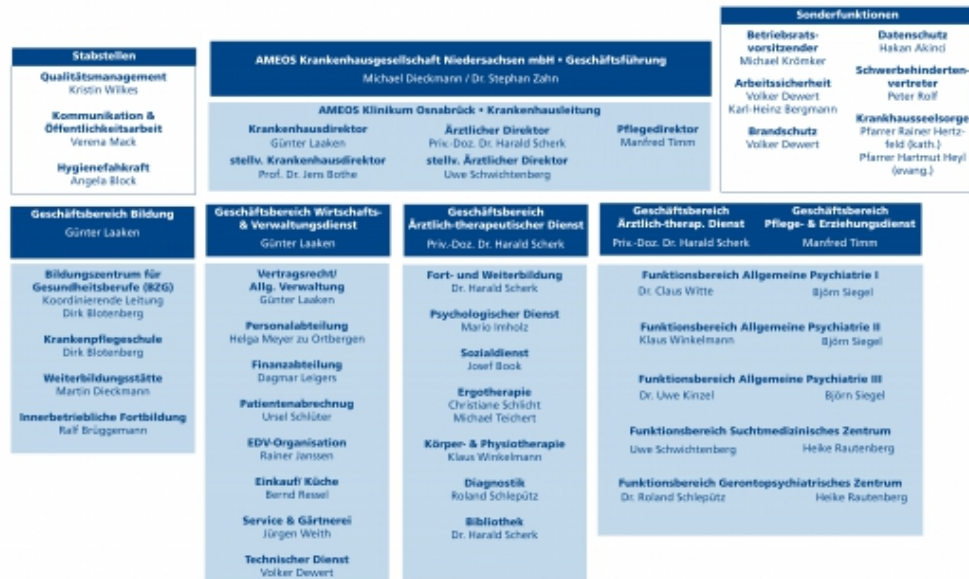 Stabstellen
Qualitätsmanagement
Kristin Wilkes
Kommunikation &
Öffentlichkeitsarbeit
Verena Mack
Hygienefahkraft
Angela Block
AMEOS Krankenhausgesellschaft Niedersachsen mbH • Geschäftsführung
Michael Dieckmann / Dr. Stephan Zahn
AMEOS Klinikum Osnabrück • Krankenhausleitung
Krankenhausdirektor
Günter Laaken
stellv. Krankenhausdirektor
Prof. Dr. Jens Bothe
Ärztlicher Direktor
Priv.-Doz. Dr. Harald Scherk
stellv. Ärztlicher Direktor
Uwe Schwichtenberg
Pflegedirektor
Manfred Timm
Sonderfunktionen
Betriebsrats-
vorsitzender
Michael Krömker
Arbeitssicherheit
Volker Dewert
Karl-Heinz Bergmann
Brandschutz
Volker Dewert
Datenschutz
Hakan Akinci
Schwerbehinderten-
vertreter
Peter Rolf
Krankhausseelsorge
Pfarrer Rainer Hertz-
feld (kath.)
Pfarrer Hartmut Heyl
(evang.)
Geschäftsbereich Bildung
Günter Laaken
Bildungszentrum für
Gesundheitsberufe (BZG)
Koordinierende Leitung
Dirk Blotenberg
Krankenpflegeschule
Dirk Blotenberg
Weiterbildungsstätte
Martin Dieckmann
Innerbetriebliche Fortbildung
Ralf Brüggemann
Geschäftsbereich Wirtschafts-
& Verwaltungsdienst
Günter Laaken
Vertragsrecht/
Allg. Verwaltung
Günter Laaken
Personalabteilung
Helga Meyer zu Ortbergen
Finanzabteilung
Dagmar Leigers
Patientenabrechnug
Ursel Schlüter
EDV-Organisation
Rainer Janssen
Einkauf/ Küche
Bernd Ressel
Service & Gärtnerei
Jürgen Weith
Technischer Dienst
Volker Dewert
Geschäftsbereich
Ärztlich-therapeutischer Dienst
Priv.-Doz. Dr. Harald Scherk
Fort- und Weiterbildung
Dr. Harald Scherk
Psychologischer Dienst
Mario Imholz
Sozialdienst
Josef Book
Ergotherapie
Christiane Schlicht
Michael Teichert
Körper- & Physiotherapie
Klaus Winkelmann
Diagnostik
Roland Schlepütz
Bibliothek
Dr. Harald Scherk
Geschäftsbereich
Ärztlich-therap. Dienst
Priv.-Doz. Dr. Harald Scherk
Geschäftsbereich
Pflege- & Erziehungsdienst
Manfred Timm
Funktionsbereich Allgemeine Psychiatrie I
Dr. Claus Witte Björn Siegel
Funktionsbereich Allgemeine Psychiatrie II
Klaus Winkelmann Björn Siegel
Funktionsbereich Allgemeine Psychiatrie III
Dr. Uwe Kinzel Björn Siegel
Funktionsbereich Suchtmedizinisches Zentrum
Uwe Schwichtenberg Heike Rautenberg
Funktionsbereich Gerontopsychiatrisches Zentrum
Dr. Roland Schlepütz Heike Rautenberg